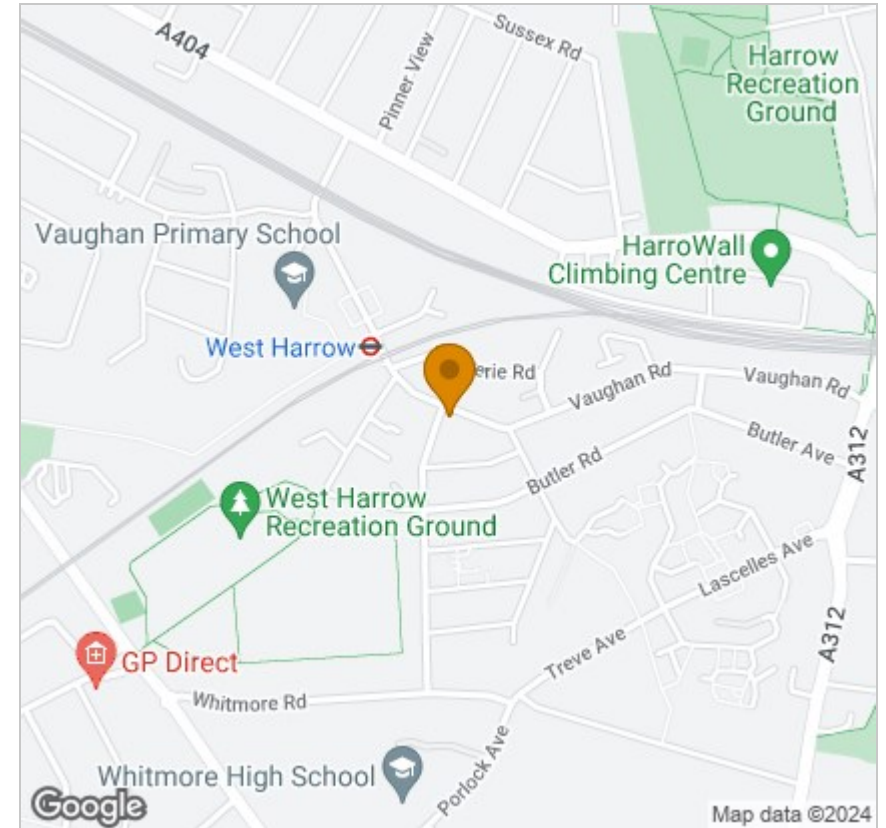 A404
Sussex Rd
Pinner View
Harrow
Recreation
Ground
Vaughan Primary School
HarroWall
Climbing Centre
West Harrow
erie Rd
Vaughan Rd
Vaughan Rd
Butler Ave
A312
Butler Rd
West Harrow
Recreation Ground
Lascelles Ave
A312
Treve Ave
GP Direct
Whitmore Rd
Porlock Ave
Whitmore High School
Google
Map data ©2024